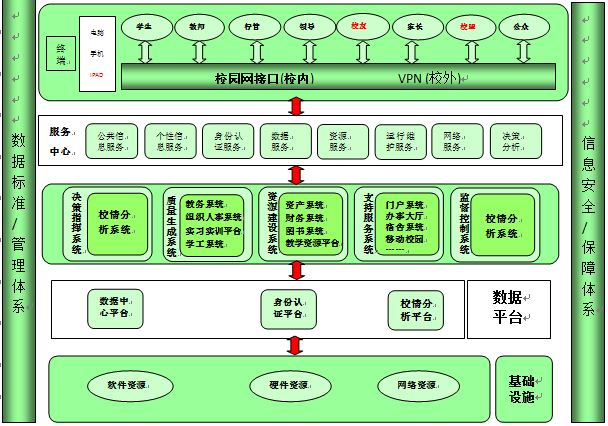 学生
教师
行管
领导
校友
家长
校班
公众
终端
电脑
手机
IPAD
校园网接口(校内)
VPN (校外)
服务中心
公共信息服务
个性信息服务
身份认证服务
数据服务
资源服务
运行维护服务
网络服务
决策分析
决策指挥系统
校情分析系统
质量生成系统
教务系统
组织人事系统
实习实训平台
学工系统
资源建设系统
资产系统
财务系统
图书系统
教学资源平台
支持服务系统
门户系统
办事大厅
宿舍系统
移动校园
······
监督控制系统
校情分析系统
数据中心平台
身份认证平台
校情分析平台
数据平台
软件资源
硬件资源
网络资源
基础设施
数据标准/管理体系
信息安全/保障体系